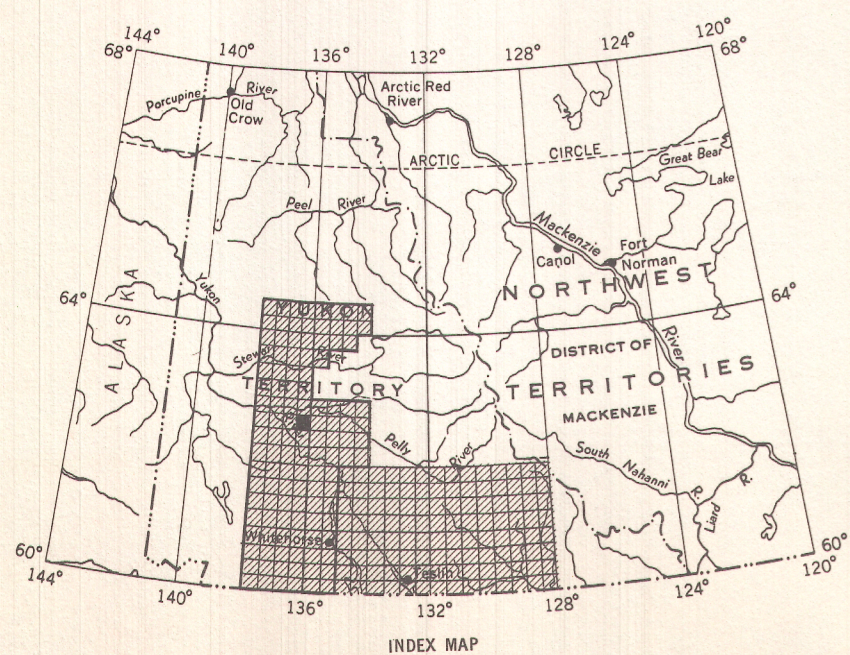 144° 140° 136° 132° 128° 124° 120°
68° 68°
Porcupine River
Old
Crow
Arctic Red
River
ARCTIC CIRCLE
Great Bear
Lake
Peel River
Mackenzie
Fort
Canol Norman
Yukon
NORTHWEST
64° 64°
YUKON
ALASKA
River
Stewart River
DISTRICT OF
TERRITORY TERRITORIES
MACKENZIE
Pelly
River
South
Nahanni
R.
R.
Liard
Whitehorse
Teslin
60° 60°
144° 140° 136° 132° 128° 124° 120°
INDEX MAP